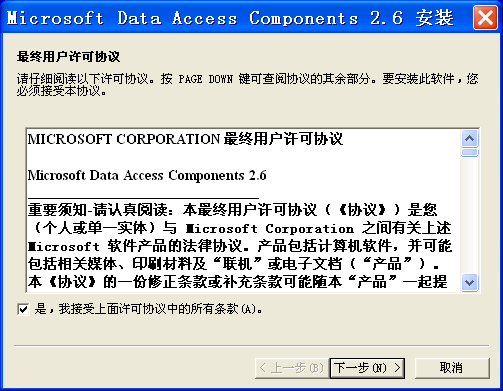 Microsoft Data Access Components 2.6 安装
最终用户许可协议
请仔细阅读以下许可协议。按 PAGE DOWN 键可查阅协议的其余部分。要安装此软件，您
必须接受本协议。
MICROSOFT CORPORATION 最终用户许可协议
Microsoft Data Access Components 2.6
重要须知-请认真阅读：本最终用户许可协议（《协议》）是您
（个人或单一实体）与 Microsoft Corporation 之间有关上述
Microsoft 软件产品的法律协议。产品包括计算机软件，并可能
包括相关媒体、印刷材料及“联机”或电子文档（“产品”）。
本《协议》的一份修正条款或补充条款可能随本“产品”一起提
是，我接受上面许可协议中的所有条款(A)。
< 上一步(B) 下一步(N) > 取消